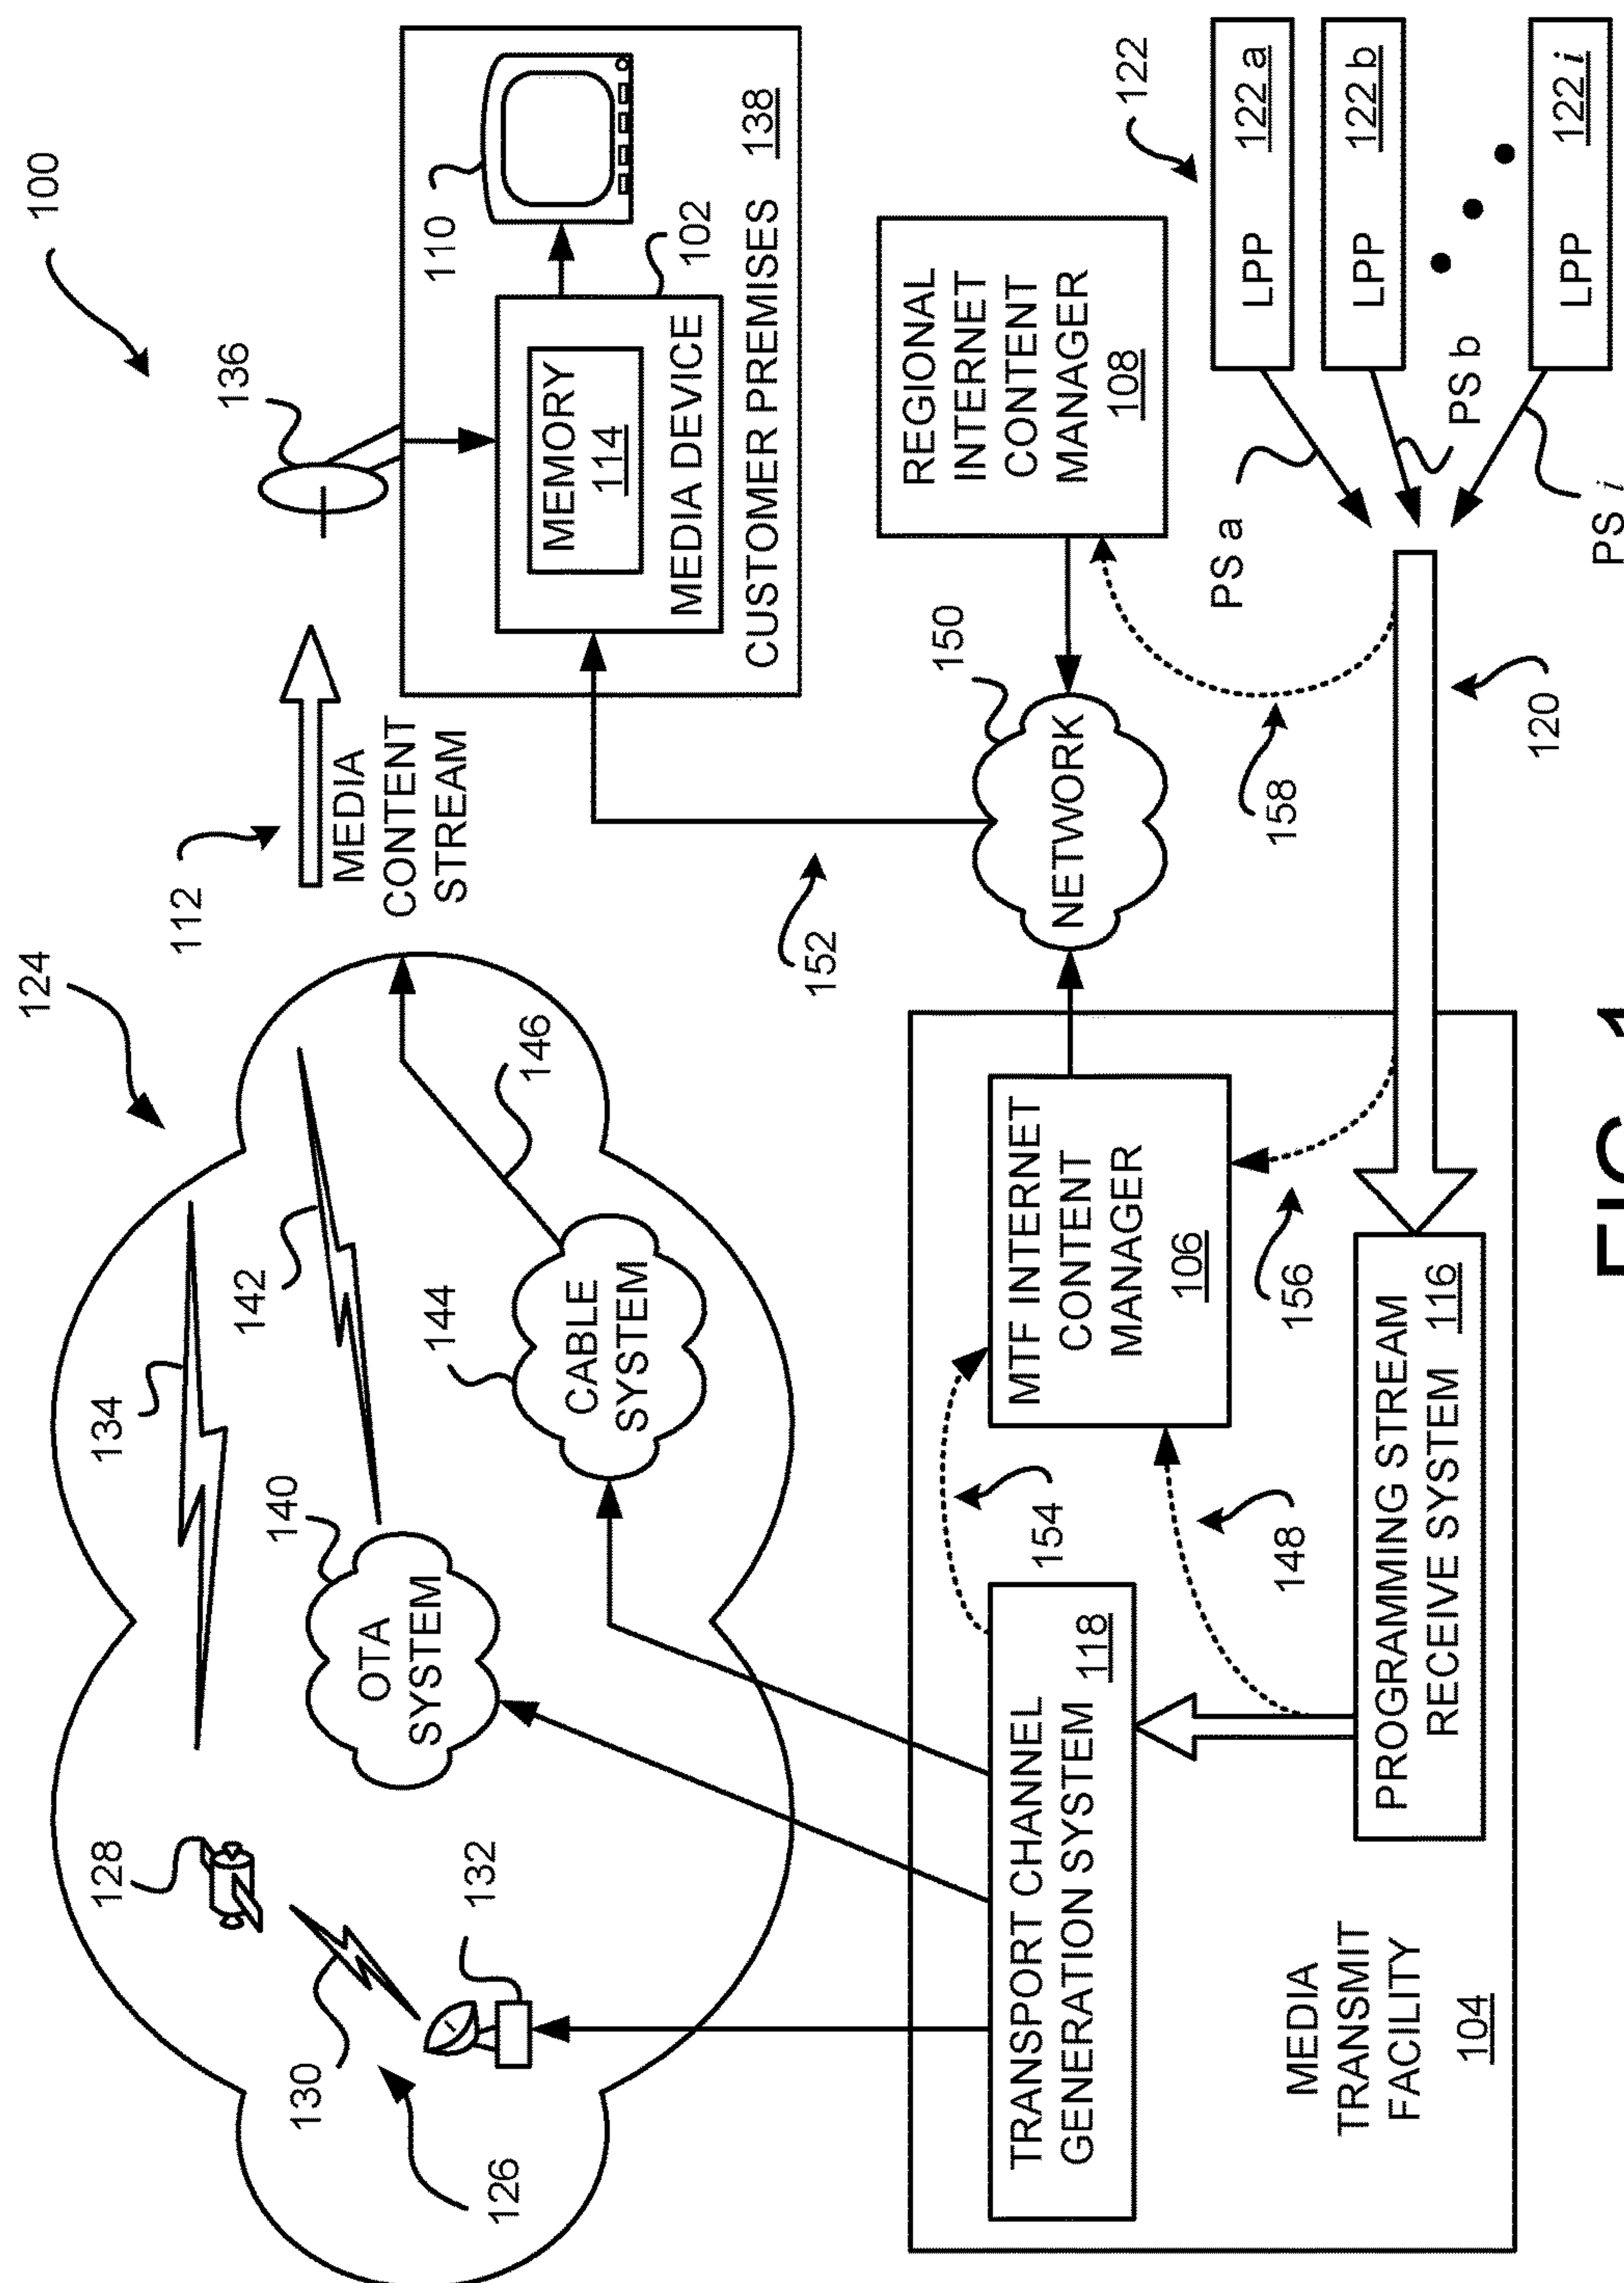 100
124
112
MEDIA
CONTENT
STREAM
136
110
MEMORY
114
MEDIA DEVICE
102
CUSTOMER PREMISES 138
134
142
146
128
130
126
132
140
OTA
SYSTEM
144
CABLE
SYSTEM
152
150
NETWORK
REGIONAL
INTERNET
CONTENT
MANAGER
108
122
LPP 122 a
LPP 122 b
LPP 122 i
PS a
PS b
PS i
158
120
TRANSPORT CHANNEL
GENERATION SYSTEM 118
154
148
MTF INTERNET
CONTENT
MANAGER
106
156
PROGRAMMING STREAM
RECEIVE SYSTEM 116
MEDIA
TRANSMIT
FACILITY
104
FIG. 1